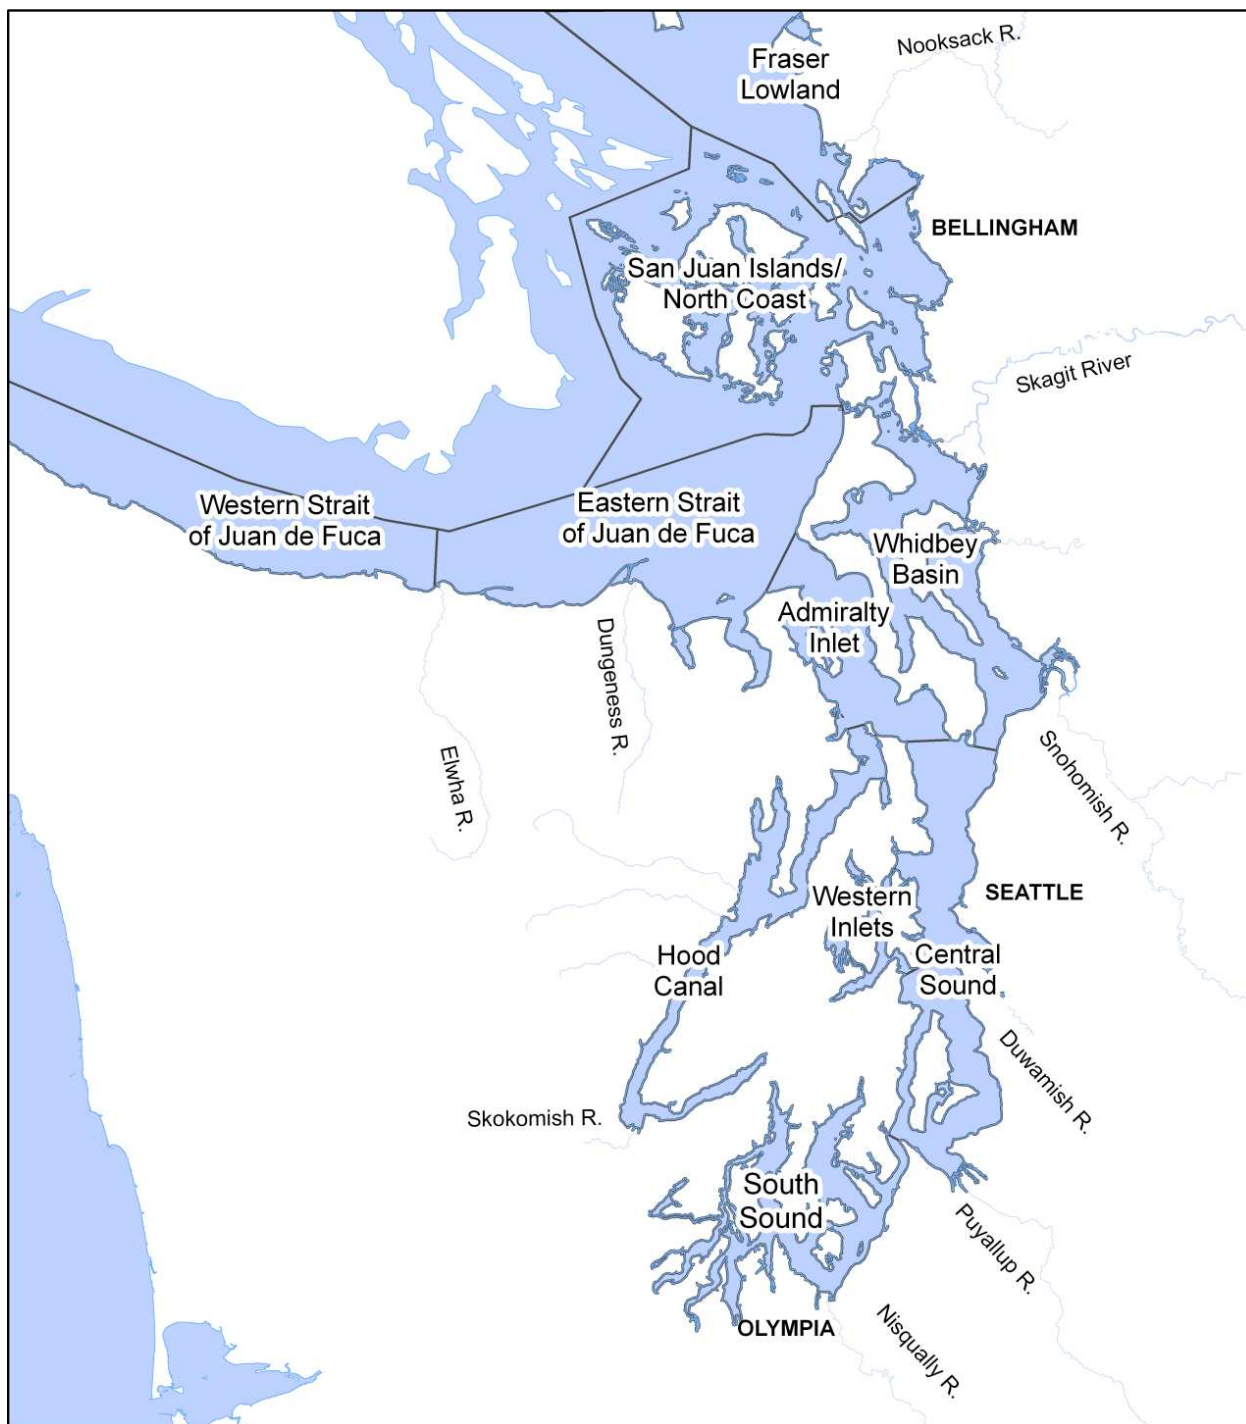 Nooksack R.
Fraser
Lowland
BELLINGHAM
San Juan Islands/
North Coast
Skagit River
Western Strait
of Juan de Fuca
Eastern Strait
of Juan de Fuca
Whidbey
Basin
Admiralty
Inlet
Dungeness R.
Elwha R.
Snohomish R.
SEATTLE
Western
Inlets
Hood
Canal
Central
Sound
Duwamish R.
Skokomish R.
South
Sound
Puyallup R.
OLYMPIA
Nisqually R.